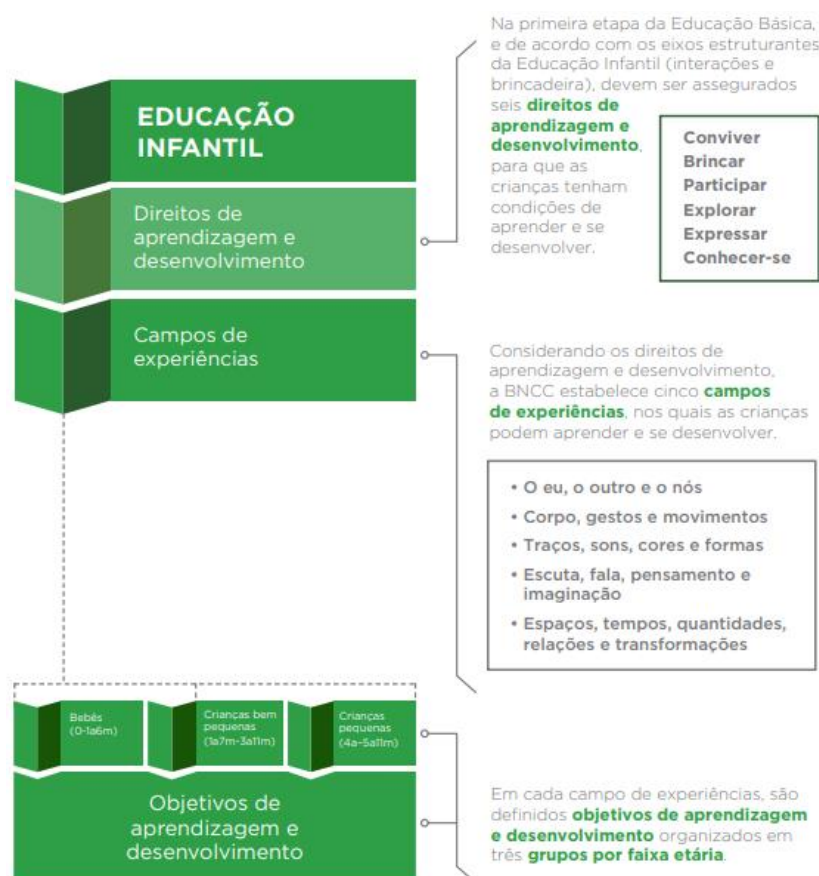 Na primeira etapa da Educação Básica,
e de acordo com os eixos estruturantes
da Educação Infantil (interações e
brincadeira), devem ser assegurados
seis direitos de
aprendizagem e
desenvolvimento,
para que as
crianças tenham
condições de
aprender e se
desenvolver.
Conviver
Brincar
Participar
Explorar
Expressar
Conhecer-se
EDUCAÇÃO
INFANTIL
Direitos de
aprendizagem e
desenvolvimento
Campos de
experiências
Considerando os direitos de
aprendizagem e desenvolvimento,
a BNCC estabelece cinco campos
de experiências, nos quais as crianças
podem aprender e se desenvolver.
• O eu, o outro e o nós
• Corpo, gestos e movimentos
• Traços, sons, cores e formas
• Escuta, fala, pensamento e
imaginação
• Espaços, tempos, quantidades,
relações e transformações
Bebês
(0-1a6m)
Crianças bem
pequenas
(1a7m-3a11m)
Crianças
pequenas
(4a–5a11m)
Objetivos de
aprendizagem e
desenvolvimento
Em cada campo de experiências, são
definidos objetivos de aprendizagem
e desenvolvimento organizados em
três grupos por faixa etária.